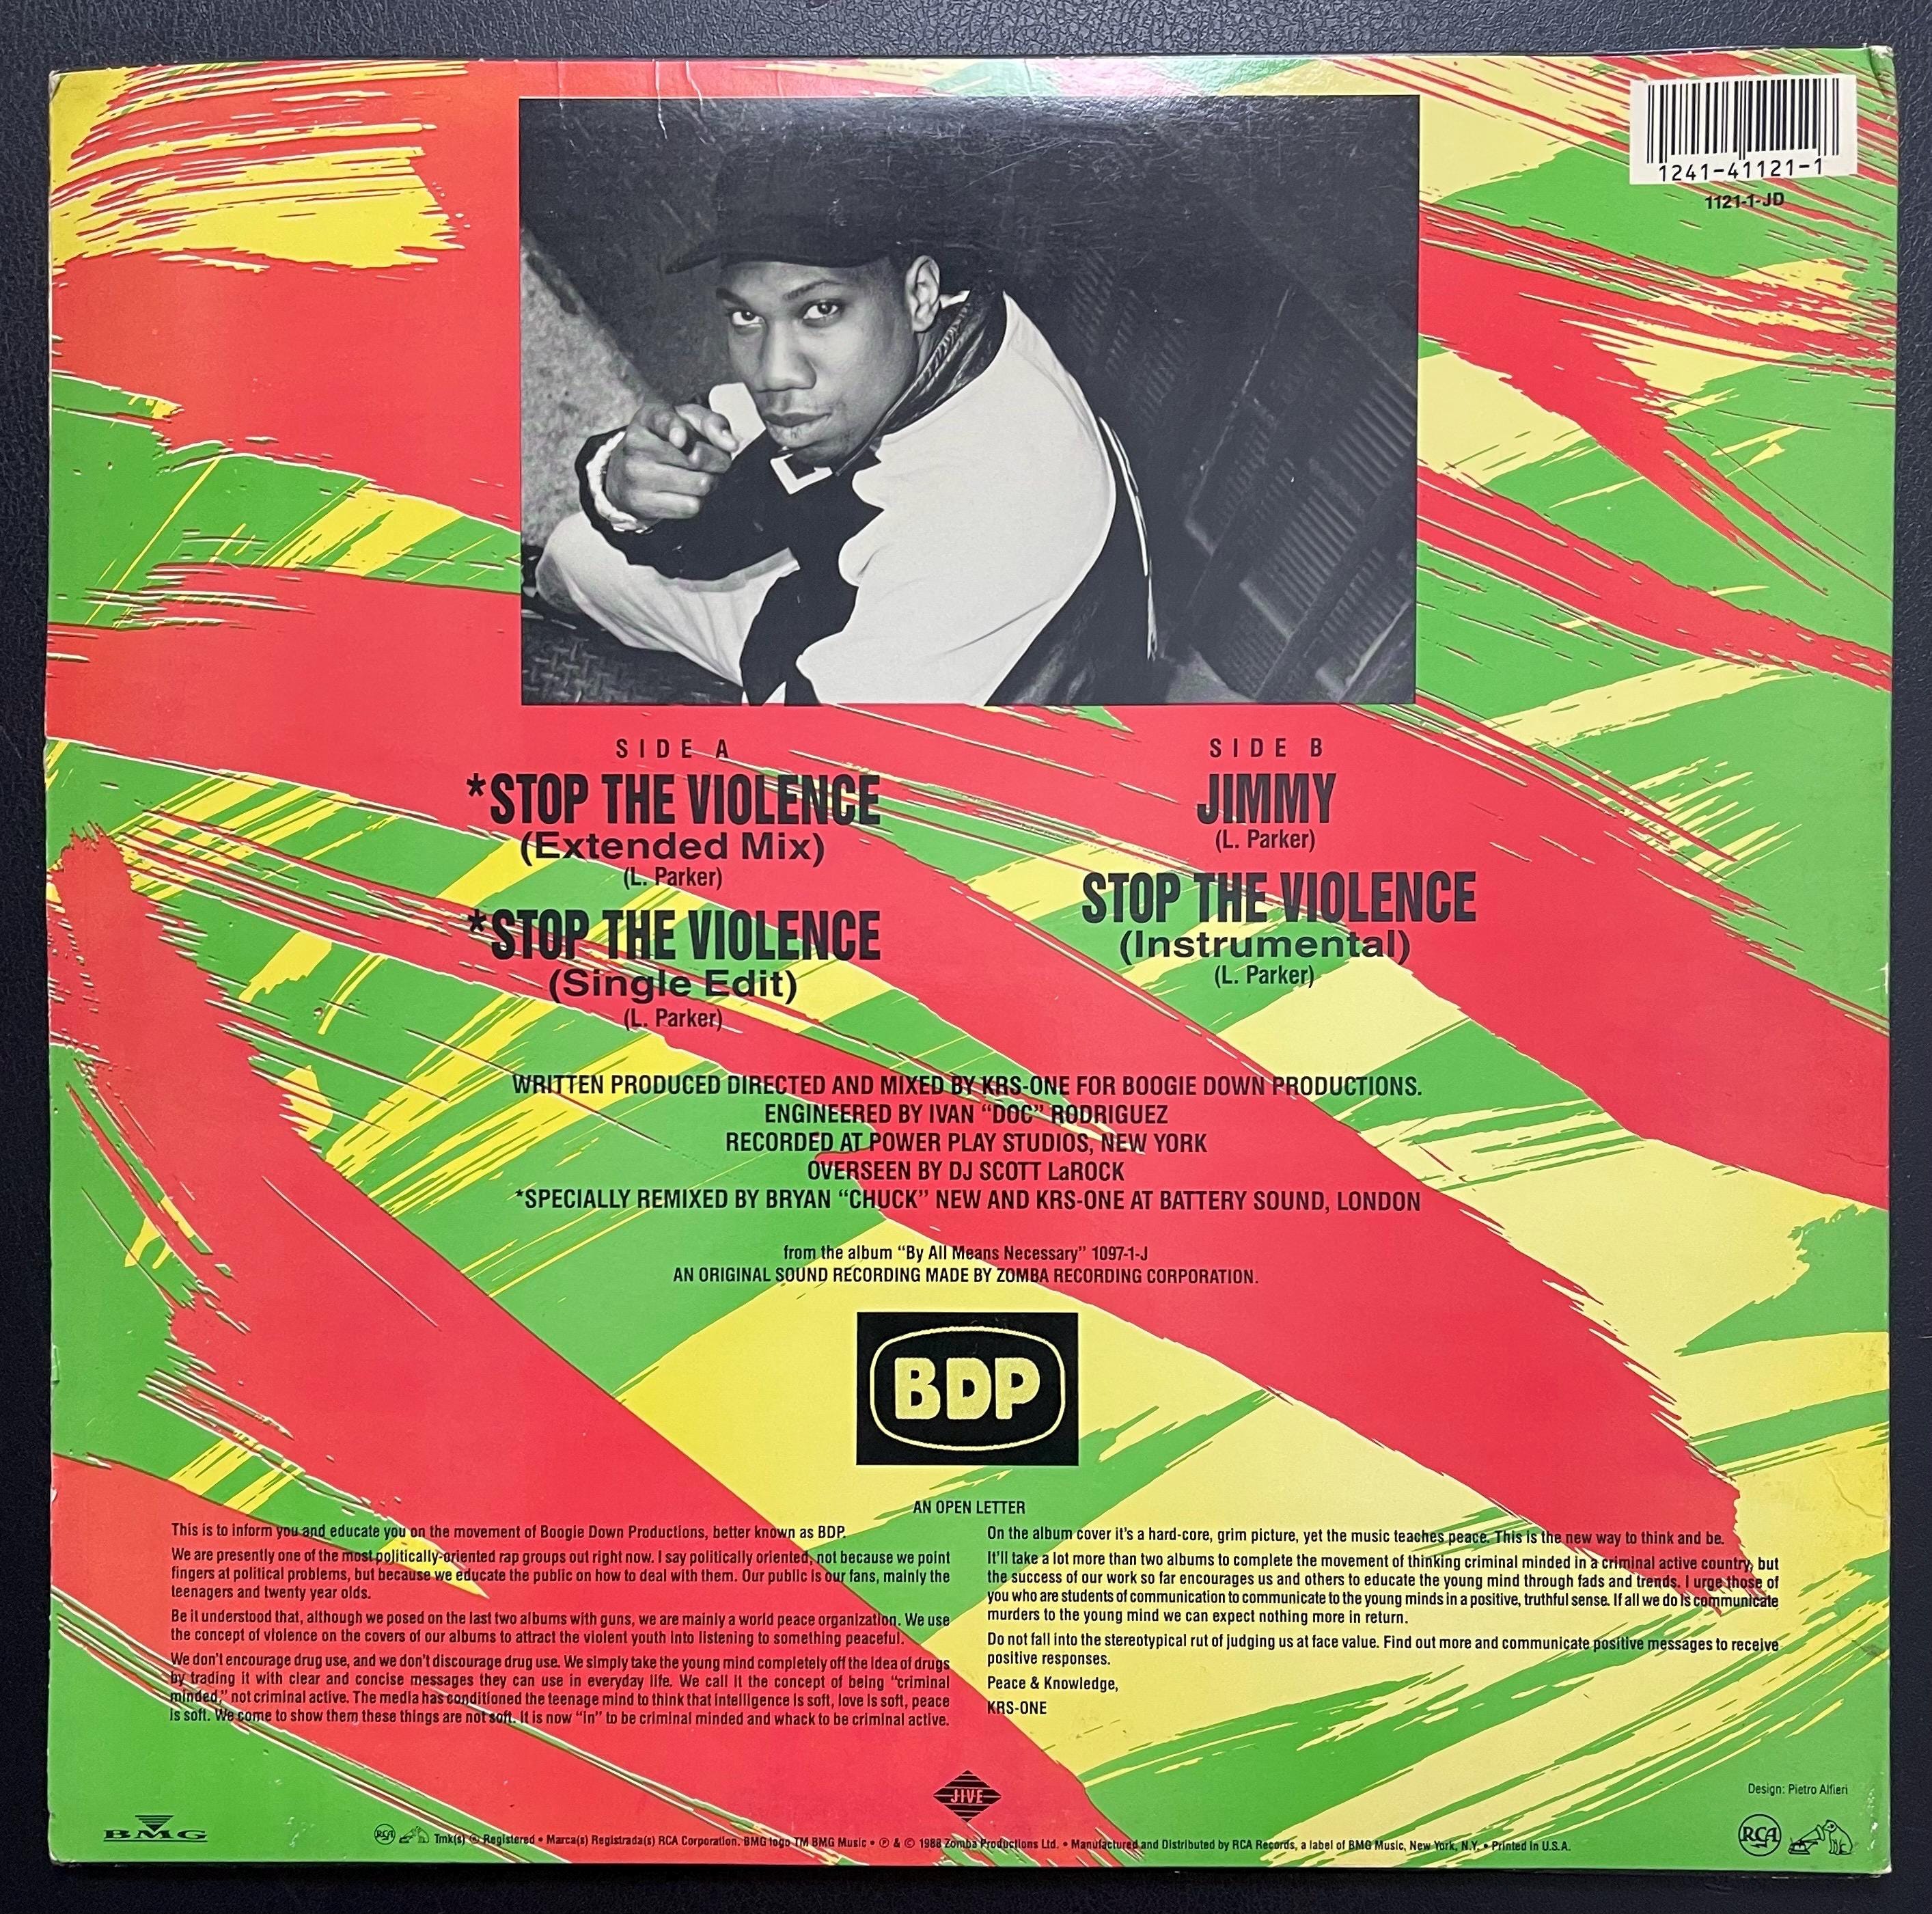 1241-41121-1
1121-1-JD
SIDE A
*STOP THE VIOLENCE
(Extended Mix)
(L. Parker)
*STOP THE VIOLENCE
(Single Edit)
(L. Parker)
SIDE B
JIMMY
(L. Parker)
STOP THE VIOLENCE
(Instrumental)
(L. Parker)
WRITTEN PRODUCED DIRECTED AND MIXED BY KRS-ONE FOR BOOGIE DOWN PRODUCTIONS.
ENGINEERED BY IVAN “DOC” RODRIGUEZ
RECORDED AT POWER PLAY STUDIOS, NEW YORK
OVERSEEN BY DJ SCOTT LaROCK
*SPECIALLY REMIXED BY BRYAN “CHUCK” NEW AND KRS-ONE AT BATTERY SOUND, LONDON
from the album “By All Means Necessary” 1097-1-J
AN ORIGINAL SOUND RECORDING MADE BY ZOMBA RECORDING CORPORATION.
BDP
AN OPEN LETTER
This is to inform you and educate you on the movement of Boogie Down Productions, better known as BDP.
We are presently one of the most politically-oriented rap groups out right now. I say politically oriented, not because we point
fingers at political problems, but because we educate the public on how to deal with them. Our public is our fans, mainly the
teenagers and twenty year olds.
Be it understood that, although we posed on the last two albums with guns, we are mainly a world peace organization. We use
the concept of violence on the covers of our albums to attract the violent youth into listening to something peaceful.
We don't encourage drug use, and we don't discourage drug use. We simply take the young mind completely off the idea of drugs
by trading it with clear and concise messages they can use in everyday life. We call it the concept of being “criminal
minded,” not criminal active. The media has conditioned the teenage mind to think that intelligence is soft, love is soft, peace
is soft. We come to show them these things are not soft. It is now “in” to be criminal minded and whack to be criminal active.
On the album cover it's a hard-core, grim picture, yet the music teaches peace. This is the new way to think and be.
It'll take a lot more than two albums to complete the movement of thinking criminal minded in a criminal active country, but
the success of our work so far encourages us and others to educate the young mind through fads and trends. I urge those of
you who are students of communication to communicate to the young minds in a positive, truthful sense. If all we do is communicate
murders to the young mind we can expect nothing more in return.
Do not fall into the stereotypical rut of judging us at face value. Find out more and communicate positive messages to receive
positive responses.
Peace & Knowledge,
KRS-ONE
JIVE
Design: Pietro Alfieri
BMG
RCA Tmk(s) ® Registered • Marca(s) Registrada(s) RCA Corporation. BMG logo TM BMG Music • ℗ & © 1988 Zomba Productions Ltd. • Manufactured and Distributed by RCA Records, a label of BMG Music, New York, N.Y. • Printed in U.S.A.
RCA